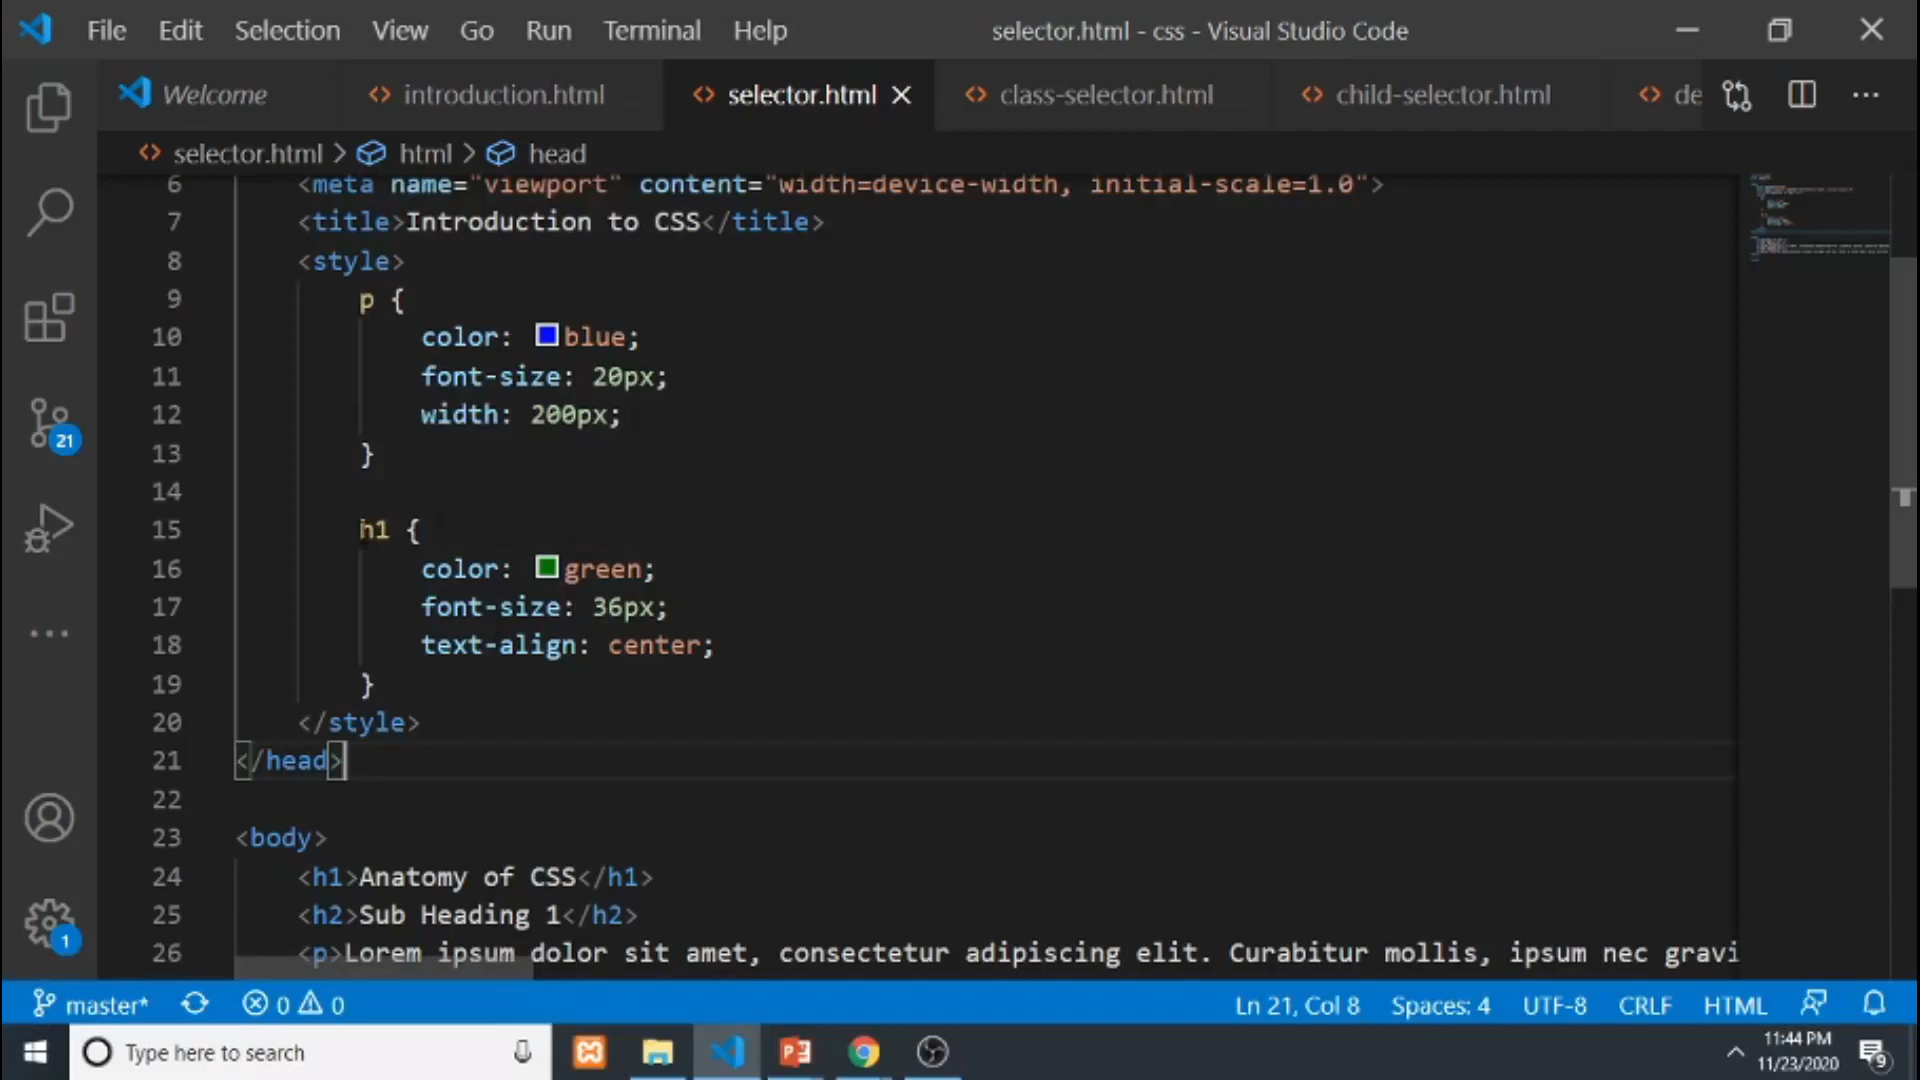 File Edit Selection View Go Run Terminal Help selector.html - css - Visual Studio Code
Welcome introduction.html selector.html class-selector.html child-selector.html de
selector.html > html > head
6 <meta name="viewport" content="width=device-width, initial-scale=1.0">
7 <title>Introduction to CSS</title>
8 <style>
9 p {
10 color: blue;
11 font-size: 20px;
12 width: 200px;
13 }
14
15 h1 {
16 color: green;
17 font-size: 36px;
18 text-align: center;
19 }
20 </style>
21 </head>
22
23 <body>
24 <h1>Anatomy of CSS</h1>
25 <h2>Sub Heading 1</h2>
26 <p>Lorem ipsum dolor sit amet, consectetur adipiscing elit. Curabitur mollis, ipsum nec gravi
21
1
master* 0 0 Ln 21, Col 8 Spaces: 4 UTF-8 CRLF HTML
Type here to search
11:44 PM
11/23/2020
9